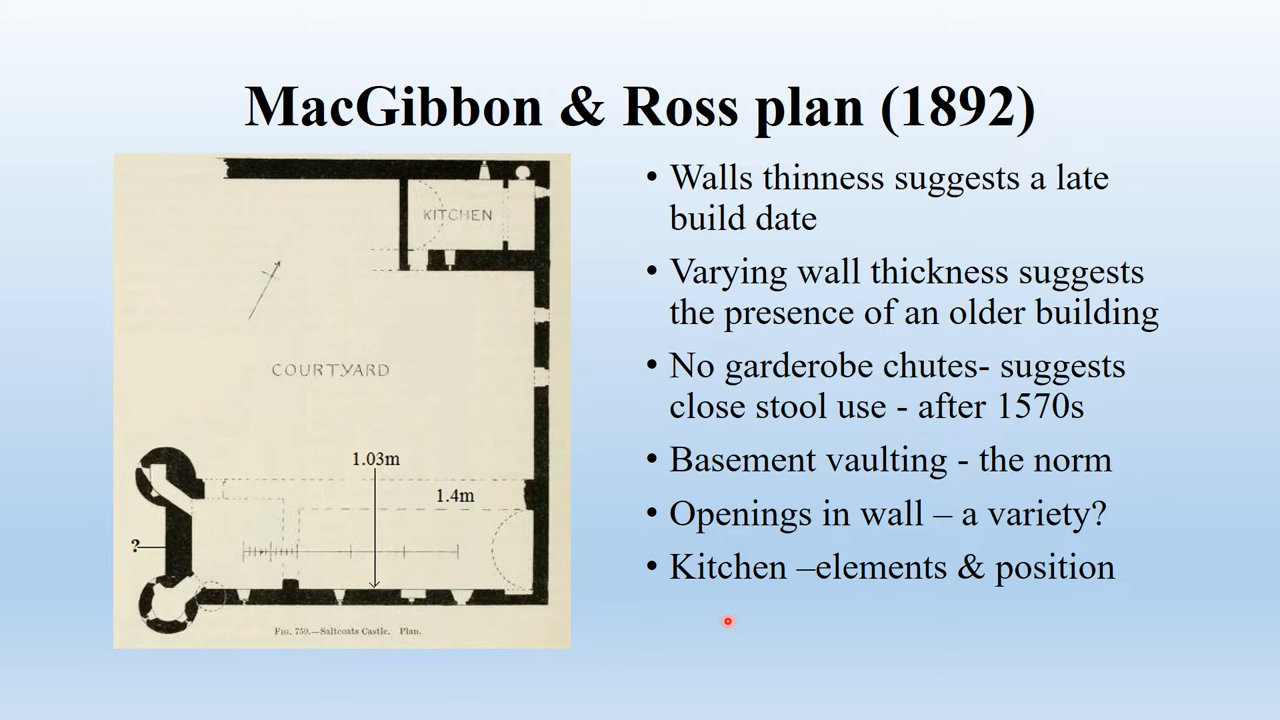 MacGibbon & Ross plan (1892)
KITCHEN
COURTYARD
1.03m
1.4m
?
Fig. 759.—Saltcoats Castle. Plan.
• Walls thinness suggests a late
build date
• Varying wall thickness suggests
the presence of an older building
• No garderobe chutes- suggests
close stool use - after 1570s
• Basement vaulting - the norm
• Openings in wall – a variety?
• Kitchen –elements & position